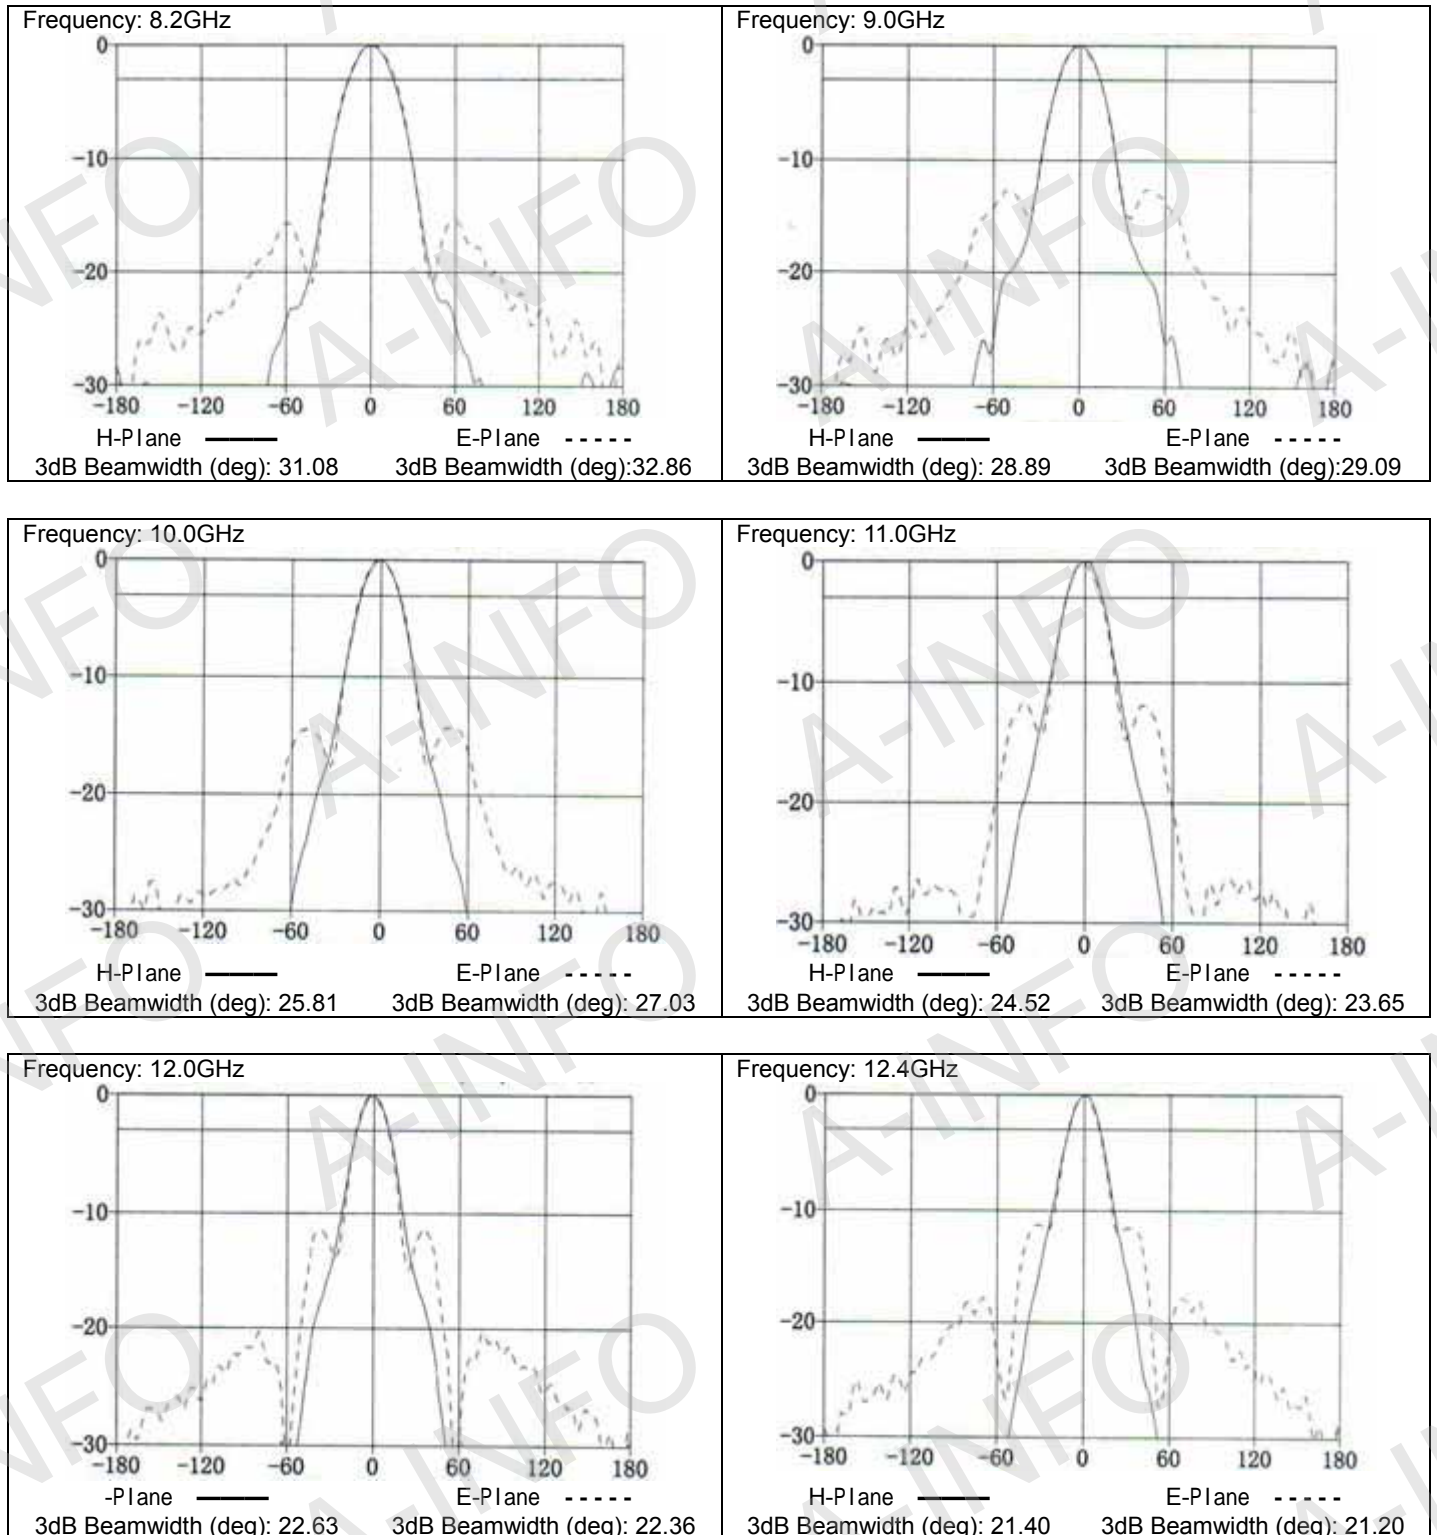 Frequency: 8.2GHz
0
-10
-20
-30
-180 -120 -60 0 60 120 180
H-Plane E-Plane
3dB Beamwidth (deg): 31.08 3dB Beamwidth (deg):32.86
Frequency: 9.0GHz
0
-10
-20
-30
-180 -120 -60 0 60 120 180
H-Plane E-Plane
3dB Beamwidth (deg): 28.89 3dB Beamwidth (deg):29.09
Frequency: 10.0GHz
0
-10
-20
-30
-180 -120 -60 0 60 120 180
H-Plane E-Plane
3dB Beamwidth (deg): 25.81 3dB Beamwidth (deg): 27.03
Frequency: 11.0GHz
0
-10
-20
-30
-180 -120 -60 0 60 120 180
H-Plane E-Plane
3dB Beamwidth (deg): 24.52 3dB Beamwidth (deg): 23.65
Frequency: 12.0GHz
0
-10
-20
-30
-180 -120 -60 0 60 120 180
-Plane E-Plane
3dB Beamwidth (deg): 22.63 3dB Beamwidth (deg): 22.36
Frequency: 12.4GHz
0
-10
-20
-30
-180 -120 -60 0 60 120 180
H-Plane E-Plane
3dB Beamwidth (deg): 21.40 3dB Beamwidth (deg): 21.20
A-INFO